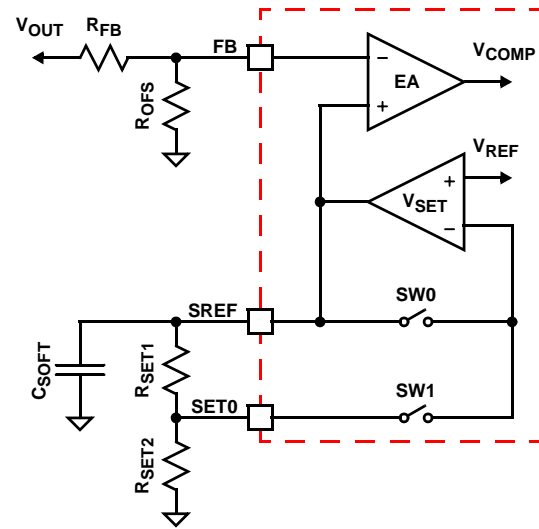 VOUT
RFB
FB
ROFS
EA
VCOMP
VREF
VSET
SW0
SREF
CSOFT
RSET1
SW1
SET0
RSET2
−
+
+
−